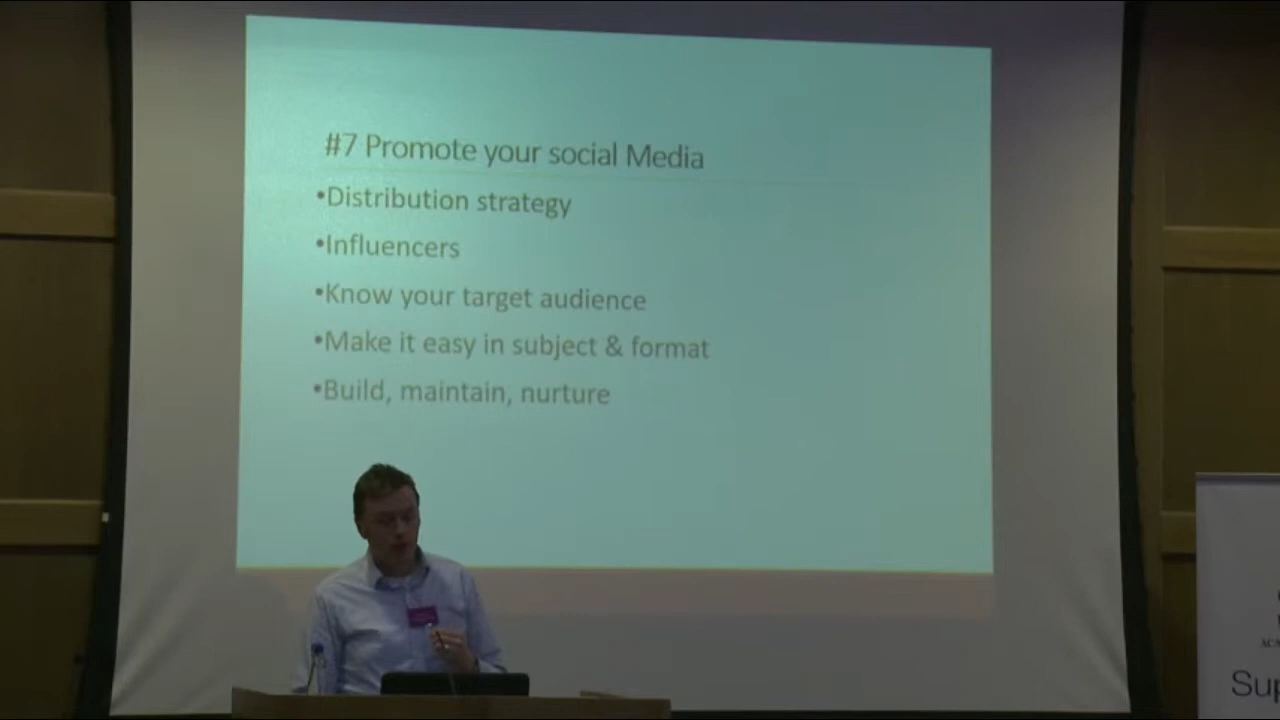 #7 Promote your social Media
•Distribution strategy
•Influencers
•Know your target audience
•Make it easy in subject & format
•Build, maintain, nurture